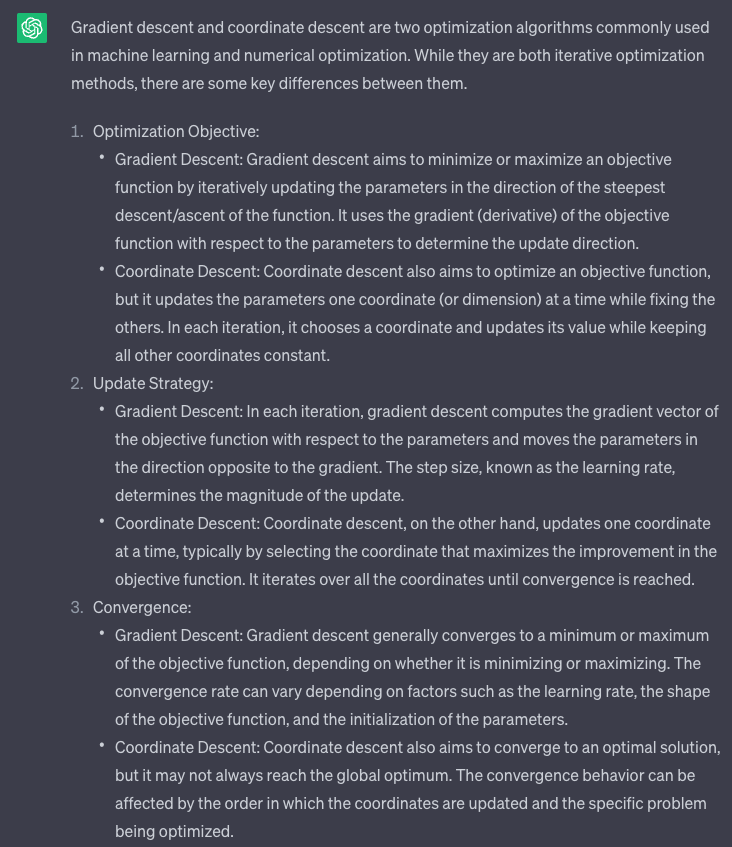 Gradient descent and coordinate descent are two optimization algorithms commonly used
in machine learning and numerical optimization. While they are both iterative optimization
methods, there are some key differences between them.
1. Optimization Objective:
• Gradient Descent: Gradient descent aims to minimize or maximize an objective
function by iteratively updating the parameters in the direction of the steepest
descent/ascent of the function. It uses the gradient (derivative) of the objective
function with respect to the parameters to determine the update direction.
• Coordinate Descent: Coordinate descent also aims to optimize an objective function,
but it updates the parameters one coordinate (or dimension) at a time while fixing the
others. In each iteration, it chooses a coordinate and updates its value while keeping
all other coordinates constant.
2. Update Strategy:
• Gradient Descent: In each iteration, gradient descent computes the gradient vector of
the objective function with respect to the parameters and moves the parameters in
the direction opposite to the gradient. The step size, known as the learning rate,
determines the magnitude of the update.
• Coordinate Descent: Coordinate descent, on the other hand, updates one coordinate
at a time, typically by selecting the coordinate that maximizes the improvement in the
objective function. It iterates over all the coordinates until convergence is reached.
3. Convergence:
• Gradient Descent: Gradient descent generally converges to a minimum or maximum
of the objective function, depending on whether it is minimizing or maximizing. The
convergence rate can vary depending on factors such as the learning rate, the shape
of the objective function, and the initialization of the parameters.
• Coordinate Descent: Coordinate descent also aims to converge to an optimal solution,
but it may not always reach the global optimum. The convergence behavior can be
affected by the order in which the coordinates are updated and the specific problem
being optimized.